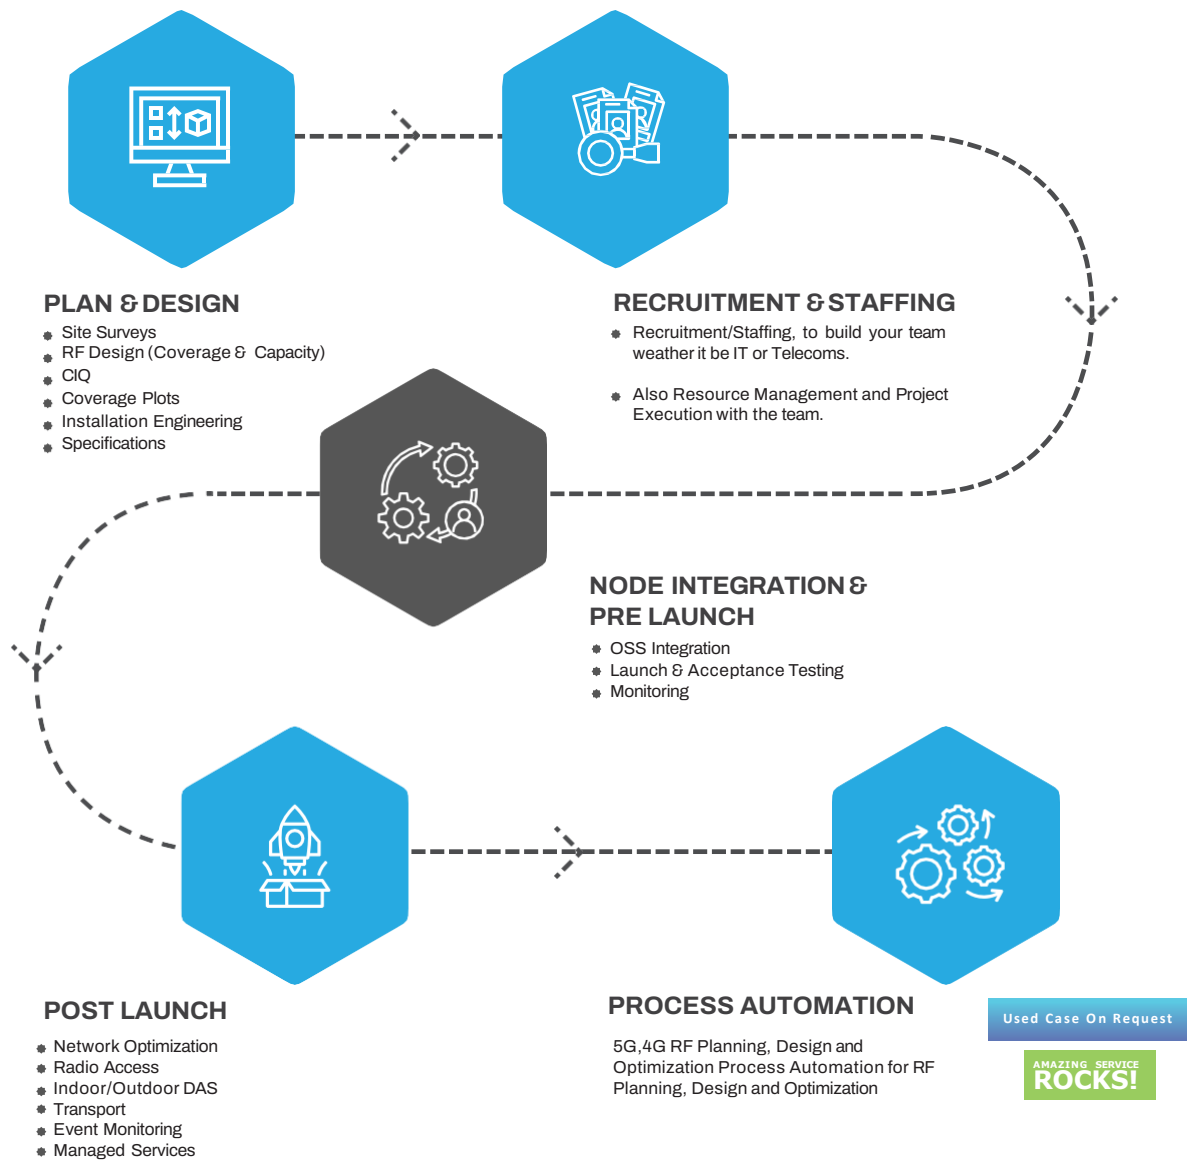 PLAN & DESIGN
Site Surveys
RF Design (Coverage & Capacity)
CIQ
Coverage Plots
Installation Engineering
Specifications
RECRUITMENT & STAFFING
Recruitment/Staffing, to build your team
weather it be IT or Telecoms.
Also Resource Management and Project
Execution with the team.
NODE INTEGRATION &
PRE LAUNCH
OSS Integration
Launch & Acceptance Testing
Monitoring
POST LAUNCH
Network Optimization
Radio Access
Indoor/Outdoor DAS
Transport
Event Monitoring
Managed Services
PROCESS AUTOMATION
5G,4G RF Planning, Design and
Optimization Process Automation for RF
Planning, Design and Optimization
Used Case On Request
AMAZING SERVICE
ROCKS!